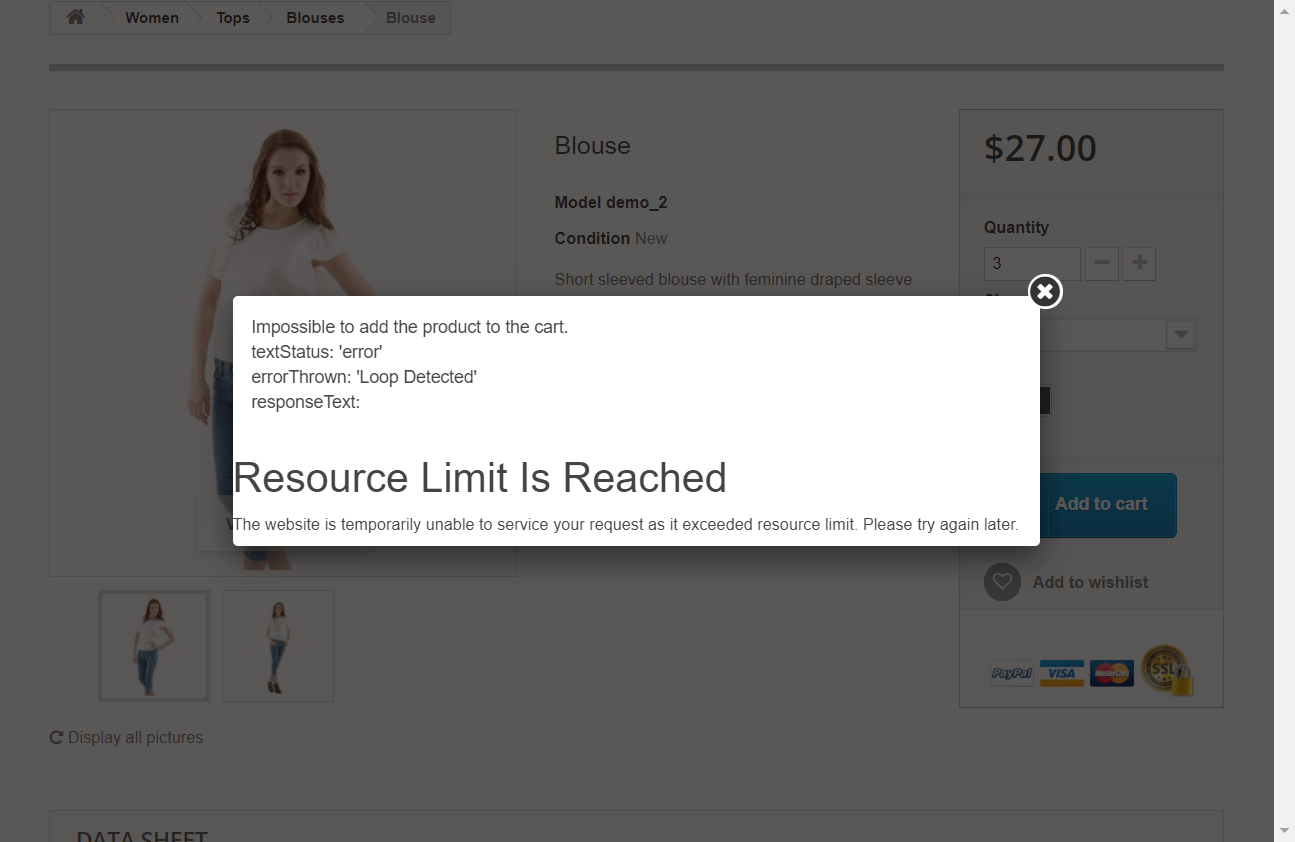 Women Tops Blouses Blouse
Blouse
Model demo_2
Condition New
Short sleeved blouse with feminine draped sleeve
$27.00
Quantity
3
Impossible to add the product to the cart.
textStatus: 'error'
errorThrown: 'Loop Detected'
responseText:
Resource Limit Is Reached
The website is temporarily unable to service your request as it exceeded resource limit. Please try again later.
Add to cart
Add to wishlist
PayPal VISA MasterCard SSL
Display all pictures
DATA SHEET